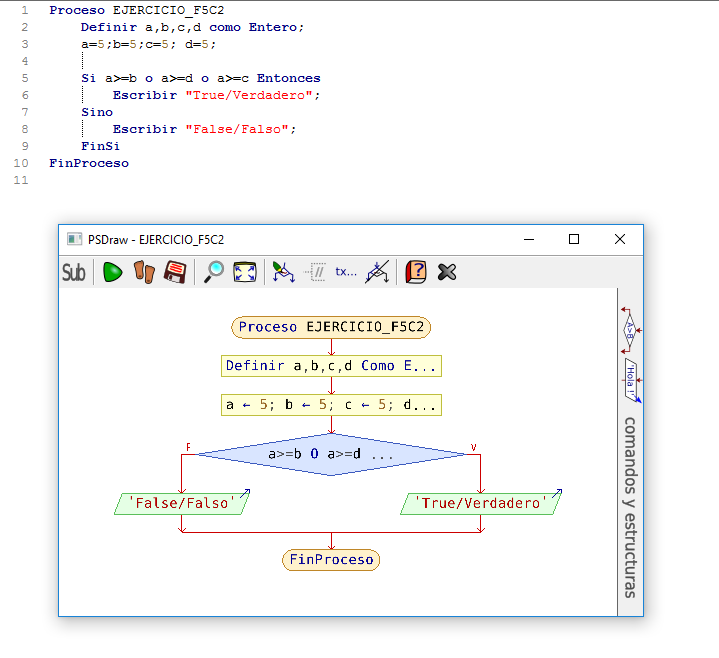 1 Proceso EJERCICIO_F5C2
2 Definir a,b,c,d como Entero;
3 a=5;b=5;c=5; d=5;
4
5 Si a>=b o a>=d o a>=c Entonces
6 Escribir "True/Verdadero";
7 Sino
8 Escribir "False/Falso";
9 FinSi
10 FinProceso
11
PSDraw - EJERCICIO_F5C2
Sub // tx... ?
Proceso EJERCICIO_F5C2
Definir a,b,c,d Como E...
a ← 5; b ← 5; c ← 5; d...
F a>=b O a>=d ... V
'False/Falso' 'True/Verdadero'
FinProceso
A>B
'Hola !'
comandos y estructuras